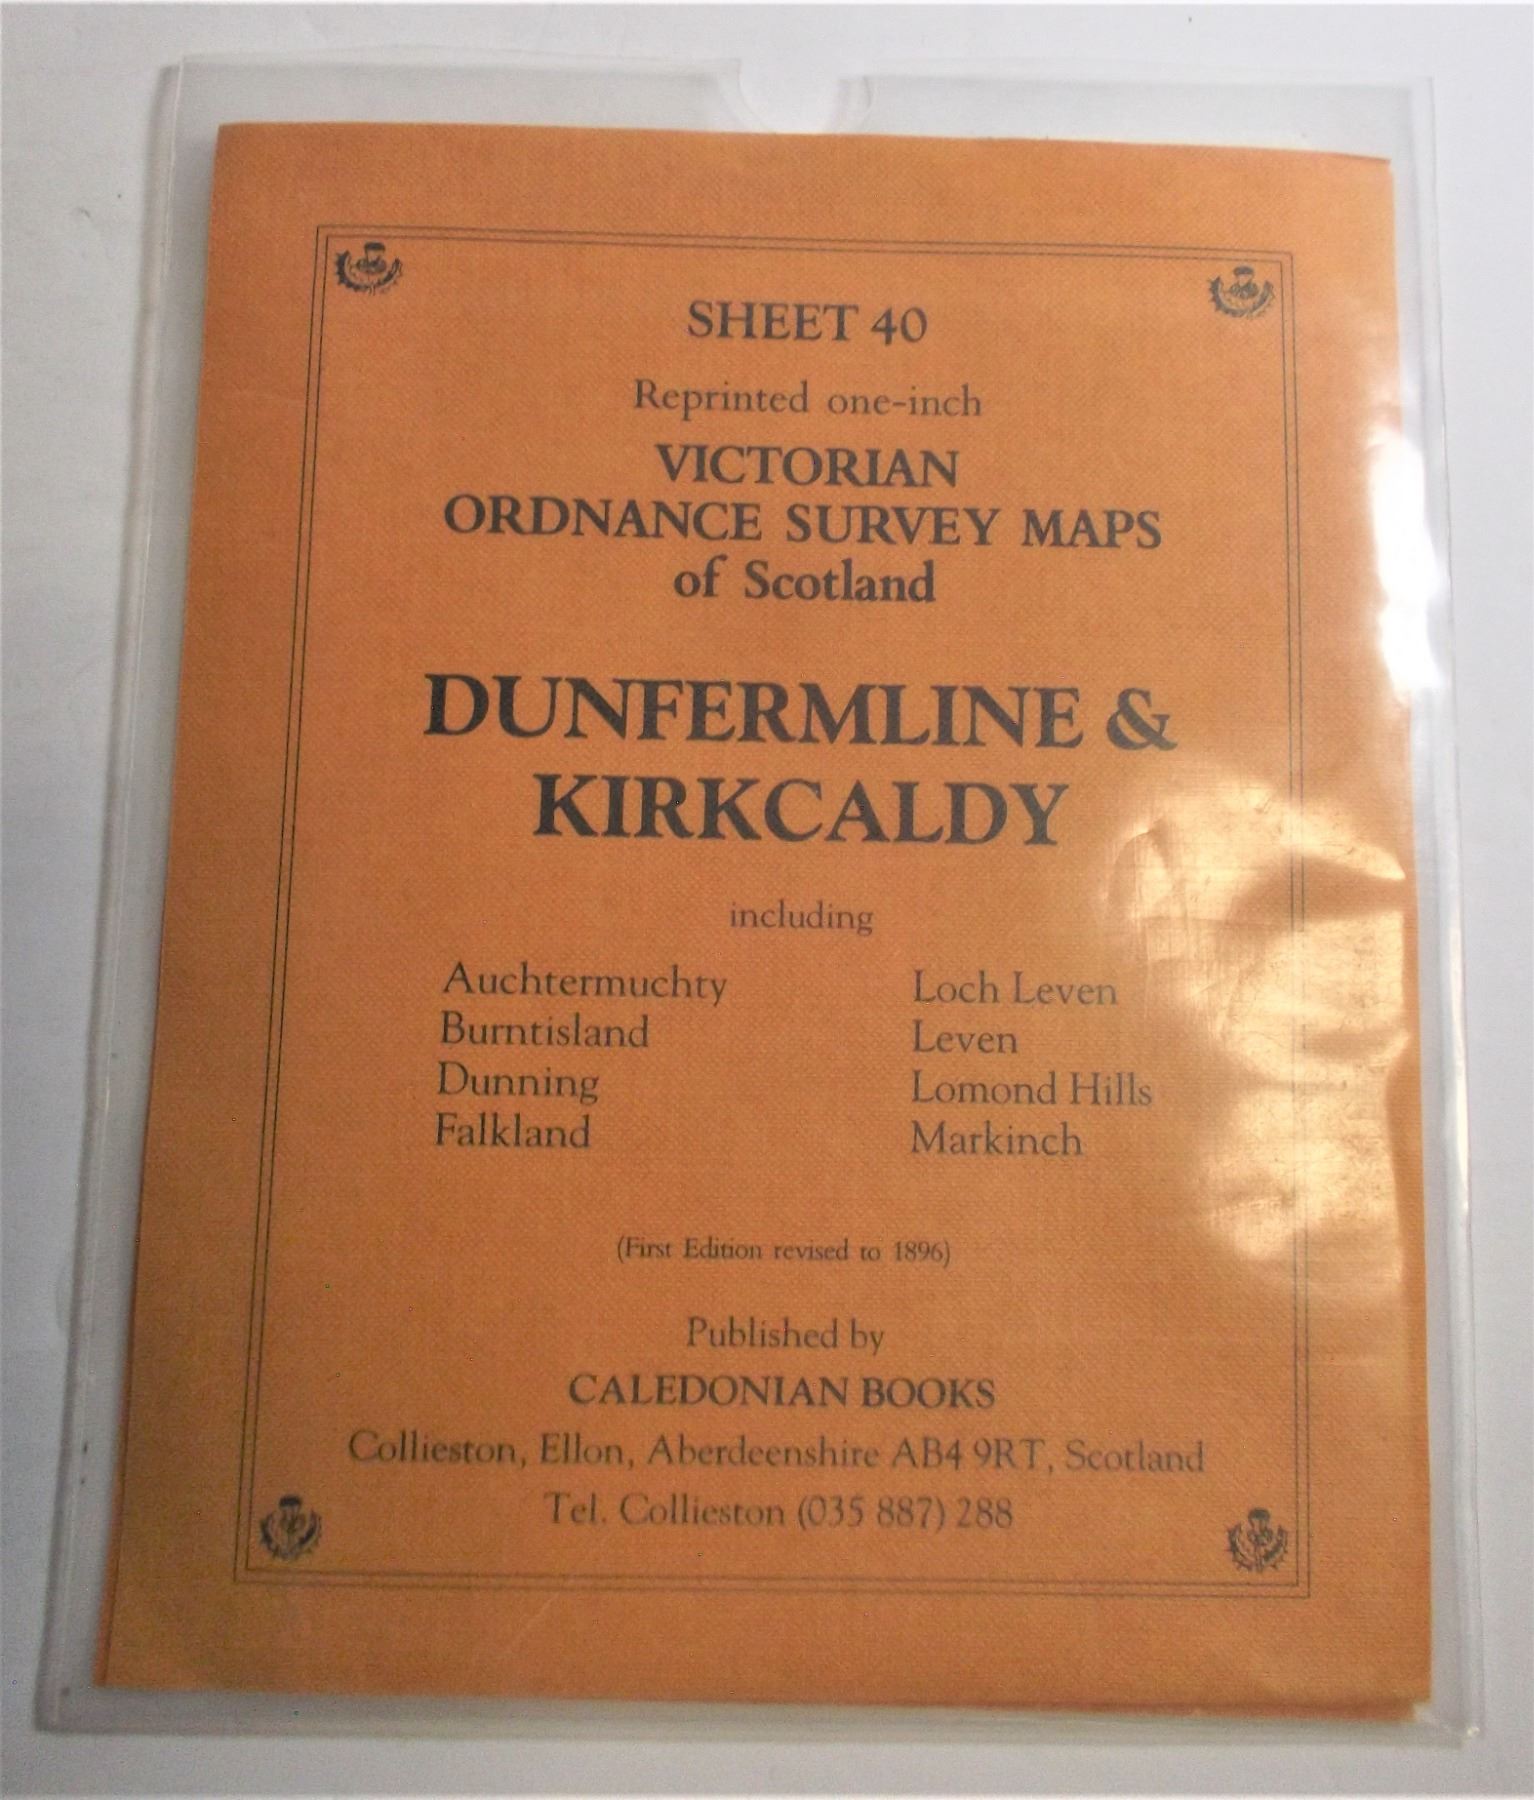 SHEET 40
Reprinted one-inch
VICTORIAN
ORDNANCE SURVEY MAPS
of Scotland
DUNFERMLINE &
KIRKCALDY
including
Auchtermuchty
Burntisland
Dunning
Falkland
Loch Leven
Leven
Lomond Hills
Markinch
(First Edition revised to 1896)
Published by
CALEDONIAN BOOKS
Collieston, Ellon, Aberdeenshire AB4 9RT, Scotland
Tel. Collieston (035 887) 288